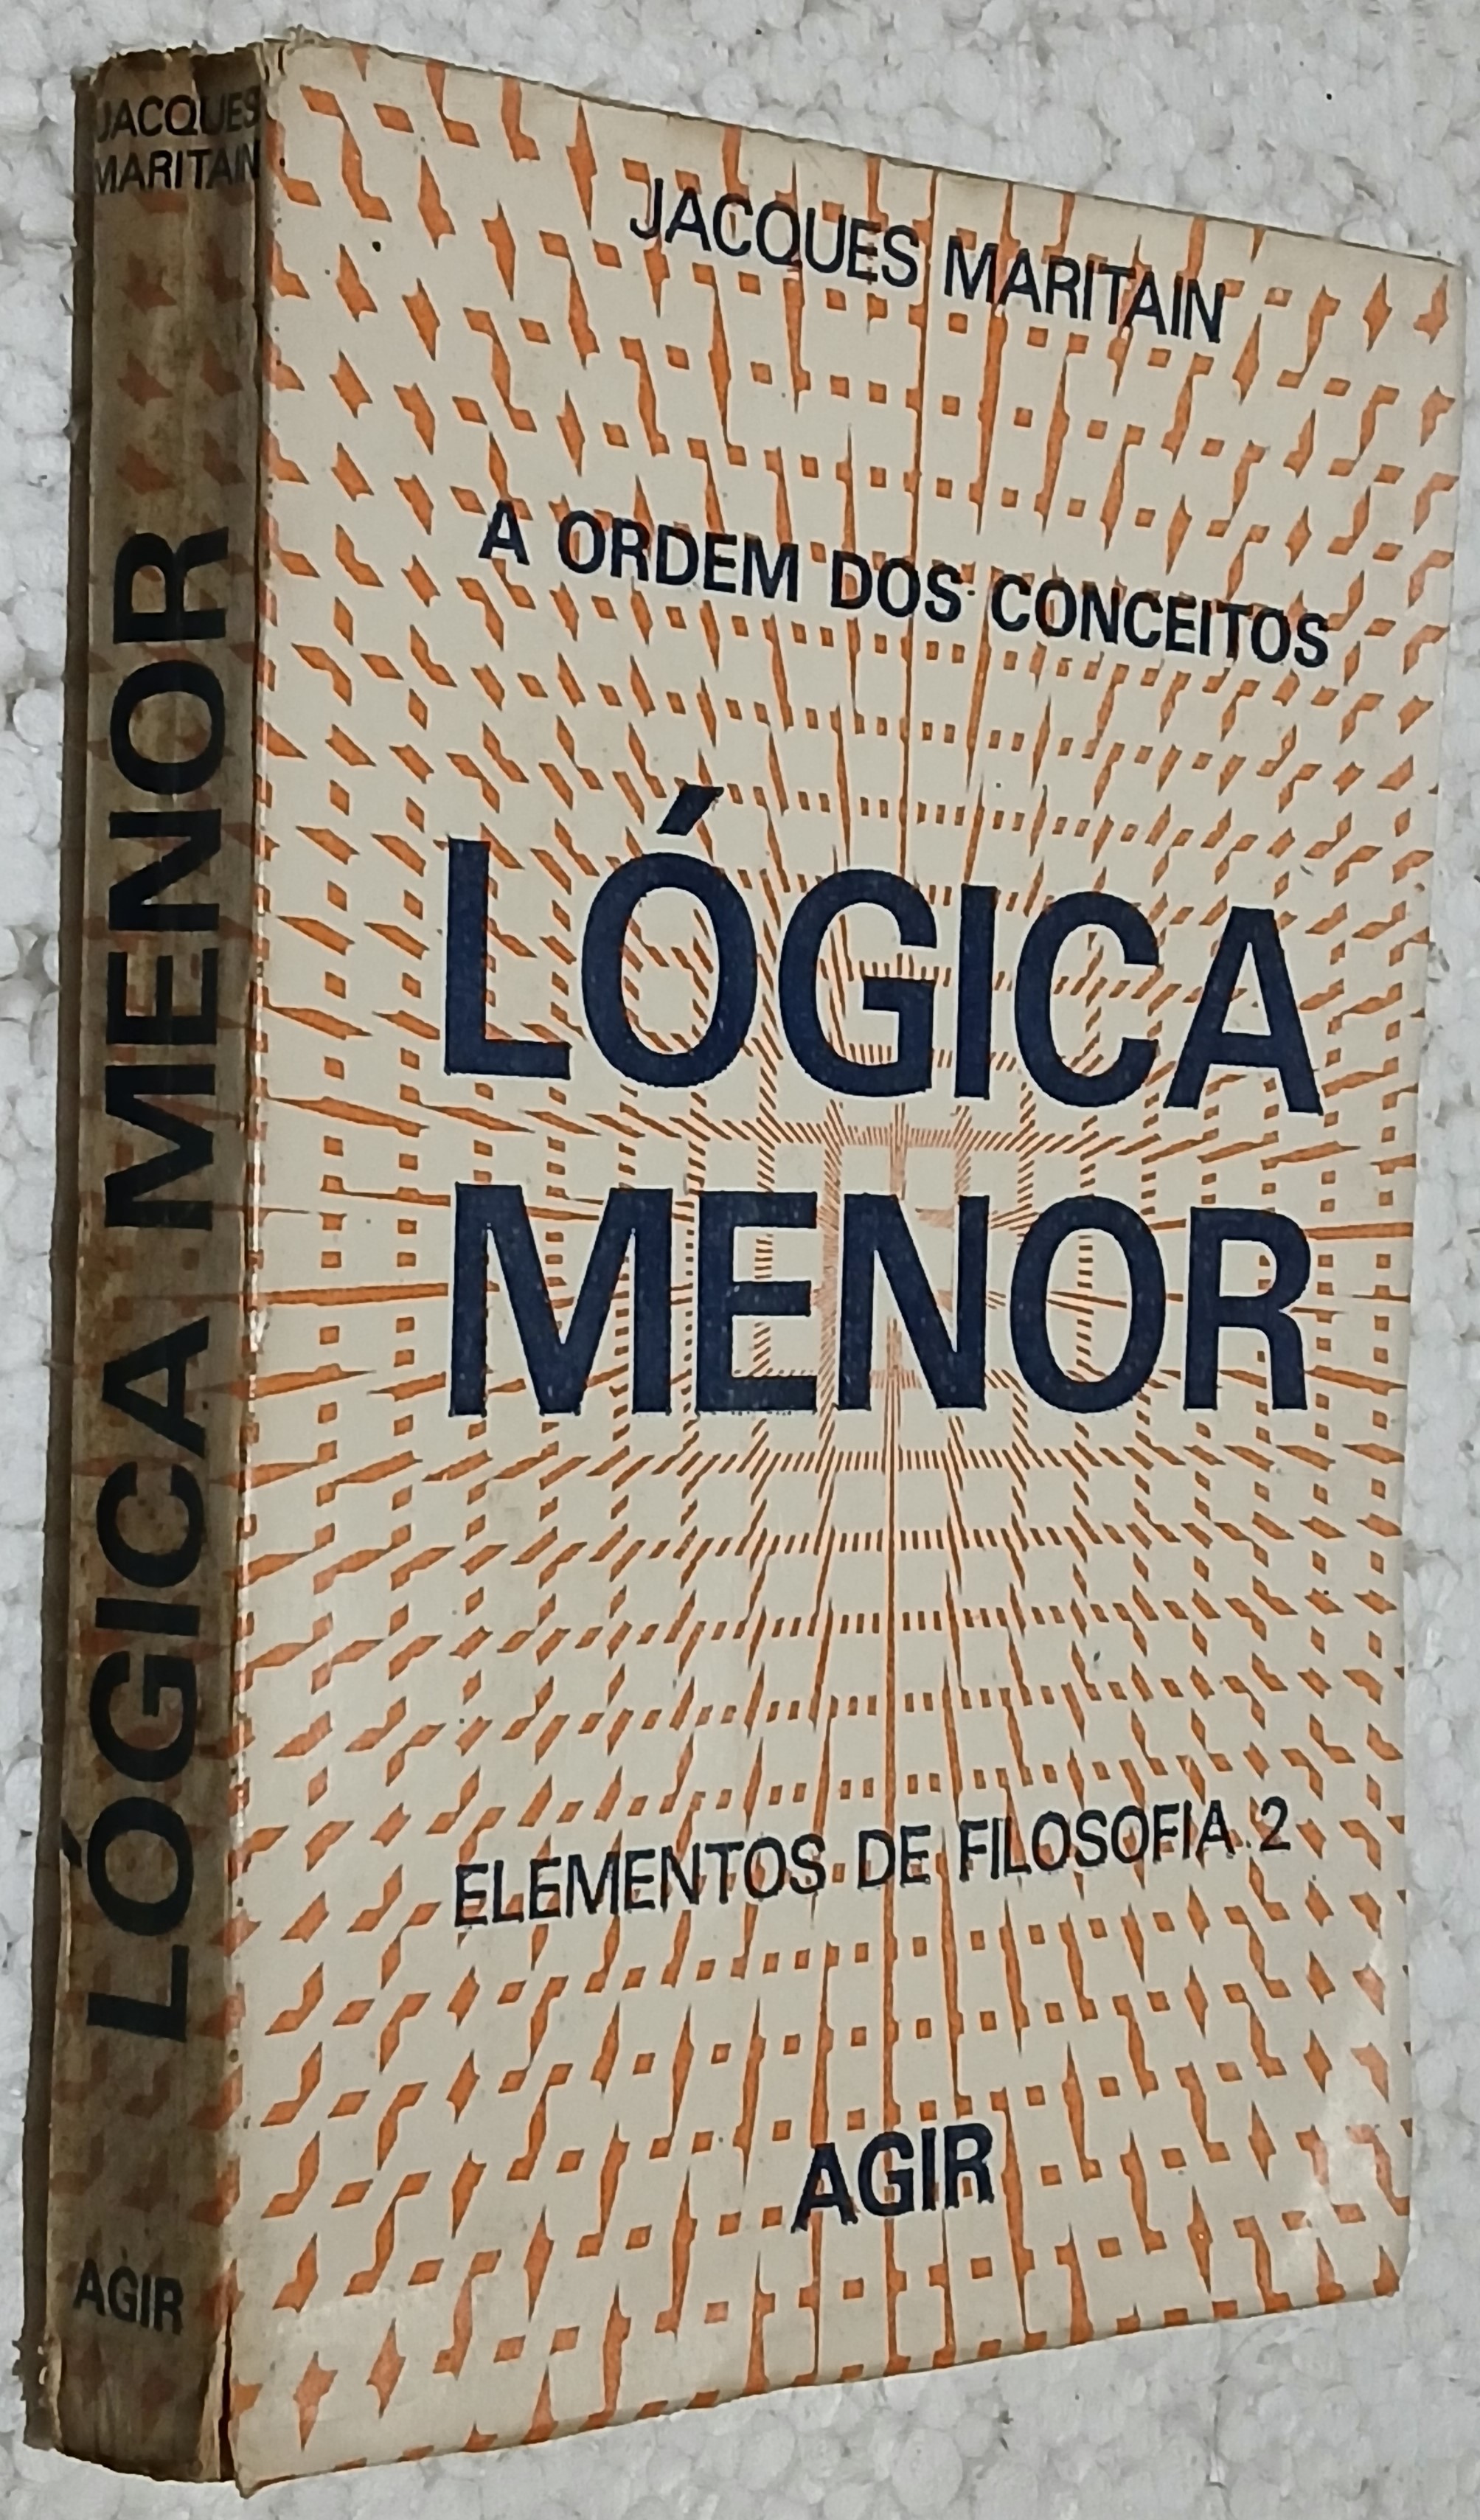 JACQUES
MARITAIN
LÓGICA MENOR
AGIR
JACQUES MARITAIN
A ORDEM DOS CONCEITOS
LÓGICA
MENOR
ELEMENTOS DE FILOSOFIA 2
AGIR